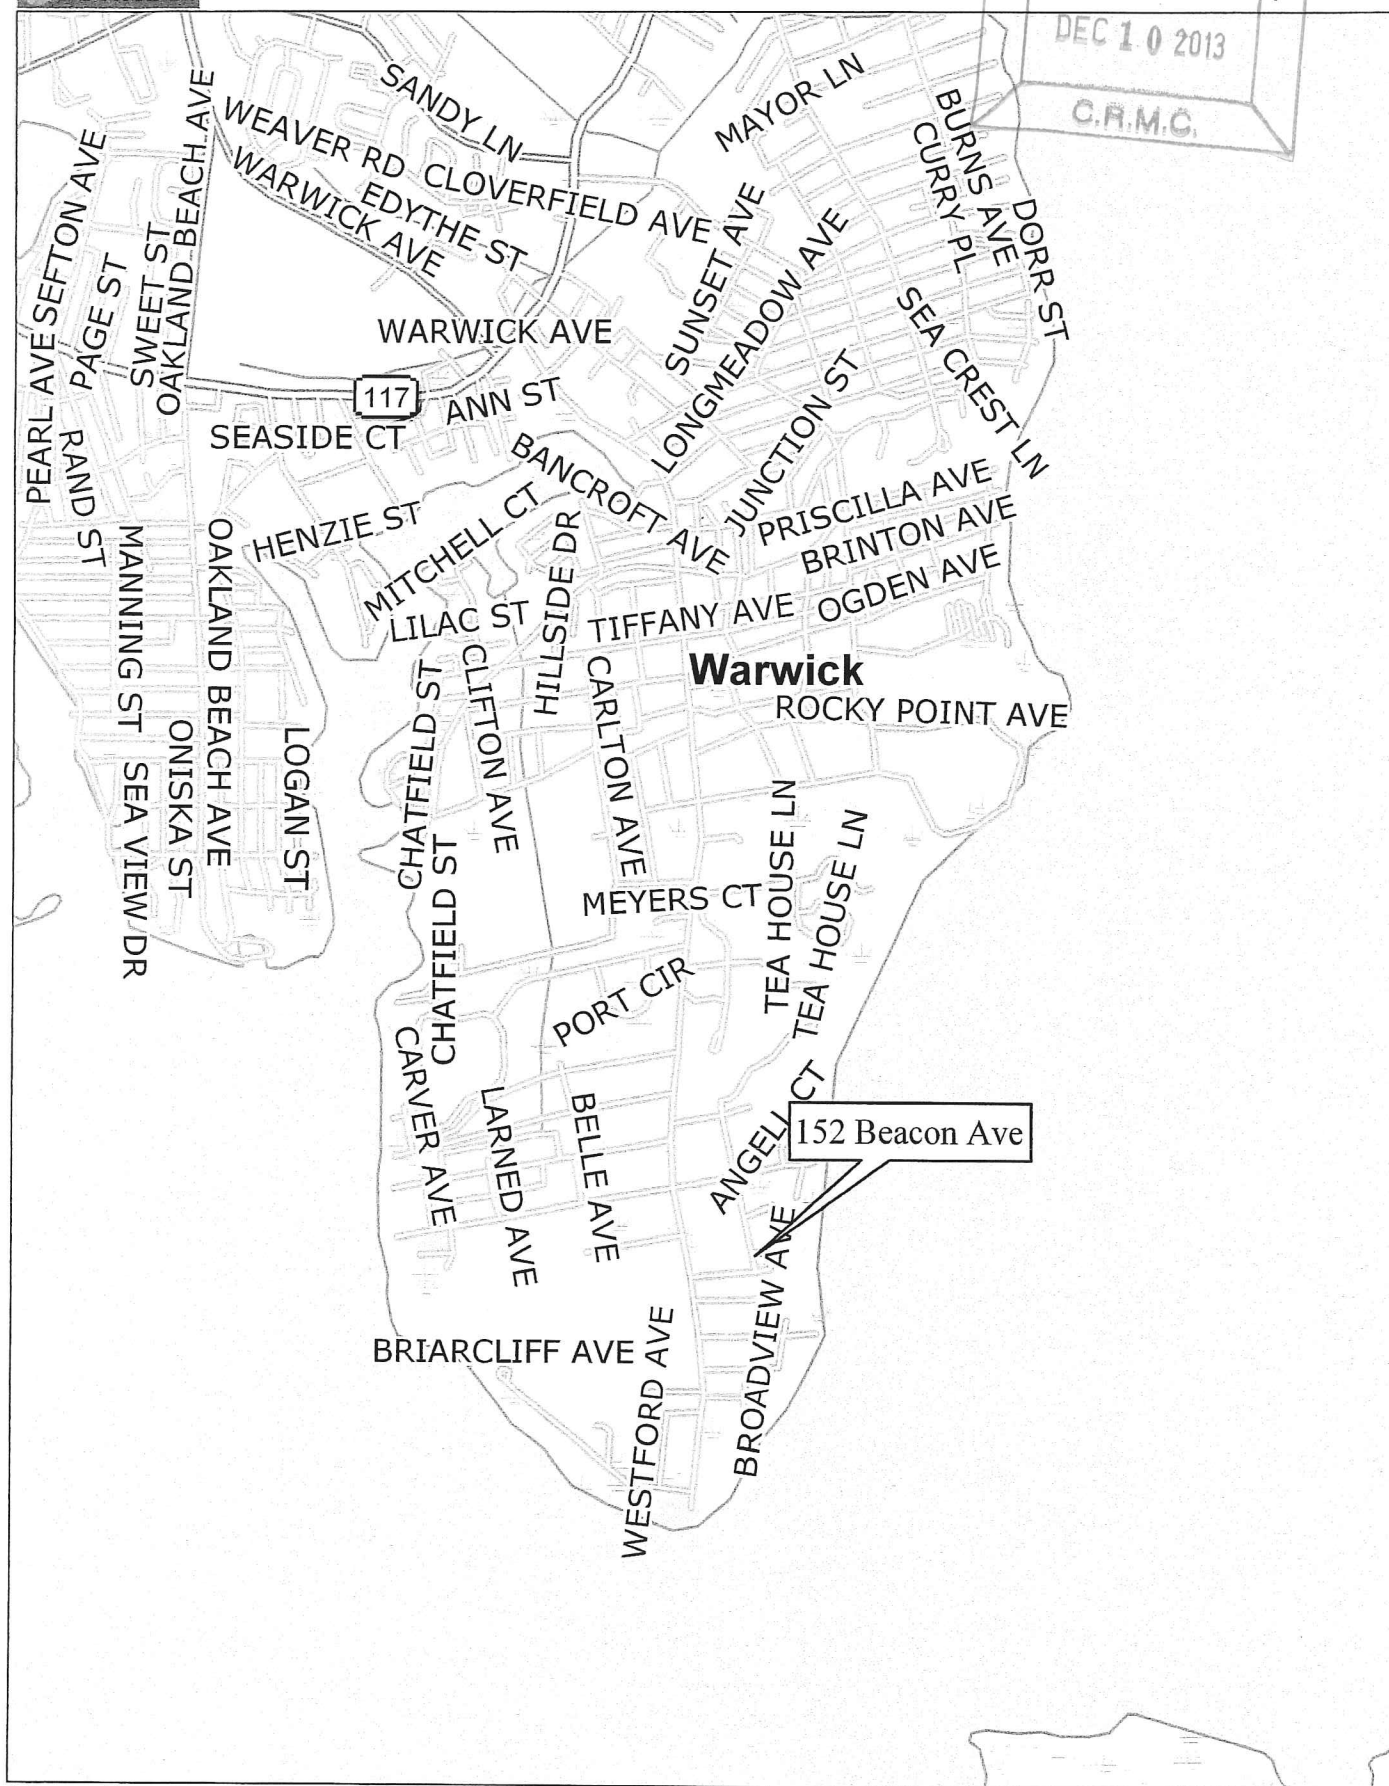 DEC 10 2013
C.R.M.C.
SANDY LN
MAYOR LN
WEAVER RD
CLOVERFIELD AVE
WARWICK AVE
EDYTHE ST
BURNS AVE
CURRY PL
DORR ST
SEFTON AVE
OAKLAND BEACH AVE
SWEET ST
PAGE ST
PEARL AVE
SUNSET AVE
LONGMEADOW AVE
SEA CREST LN
WARWICK AVE
117
ANN ST
SEASIDE CT
JUNCTION ST
RAND ST
BANCROFT AVE
PRISCILLA AVE
BRINTON AVE
HENZIE ST
MITCHELL CT
HILLSIDE DR
OGDEN AVE
LILAC ST
TIFFANY AVE
MANNING ST
OAKLAND BEACH AVE
Warwick
ROCKY POINT AVE
CHATFIELD ST
CLIFTON AVE
CARLTON AVE
ONISKA ST
LOGAN ST
SEA VIEW DR
TEA HOUSE LN
TEA HOUSE LN
CHATFIELD ST
MEYERS CT
PORT CIR
CARVER AVE
LARNED AVE
BELLE AVE
ANGELL CT
152 Beacon Ave
BROADVIEW AVE
BRIARCLIFF AVE
WESTFORD AVE